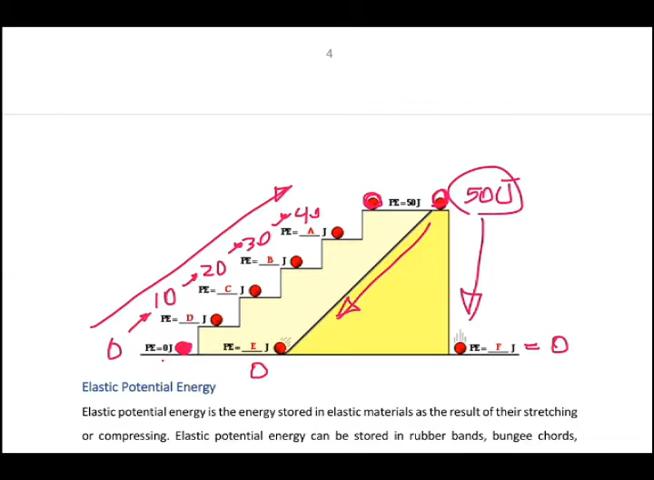 4
50J
PE=50J
40
PE=__A__J
30
PE=__B__J
20
PE=__C__J
10
PE=__D__J
0
PE=0J
PE=__E__J
0
PE=__F__J = 0
Elastic Potential Energy
Elastic potential energy is the energy stored in elastic materials as the result of their stretching
or compressing. Elastic potential energy can be stored in rubber bands, bungee chords,